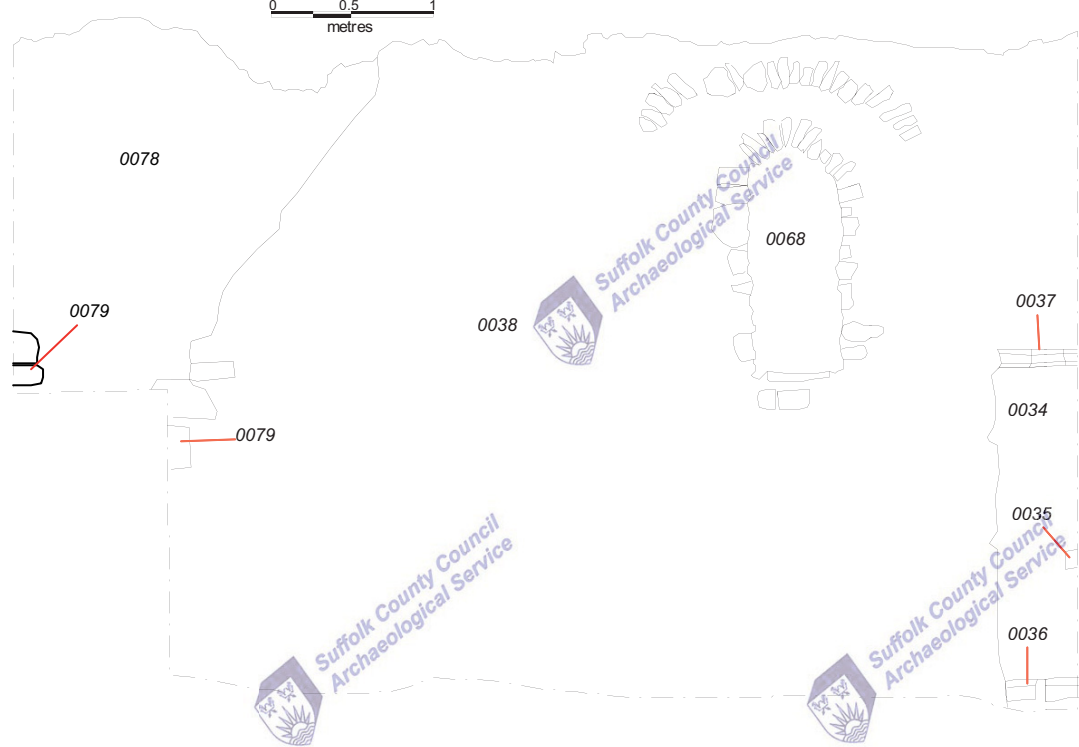 0 0.5 1
metres
0078
0068
0079
0037
0038
0034
0079
0035
0036
Suffolk County Council
Archaeological Service
Suffolk County Council
Archaeological Service
Suffolk County Council
Archaeological Service